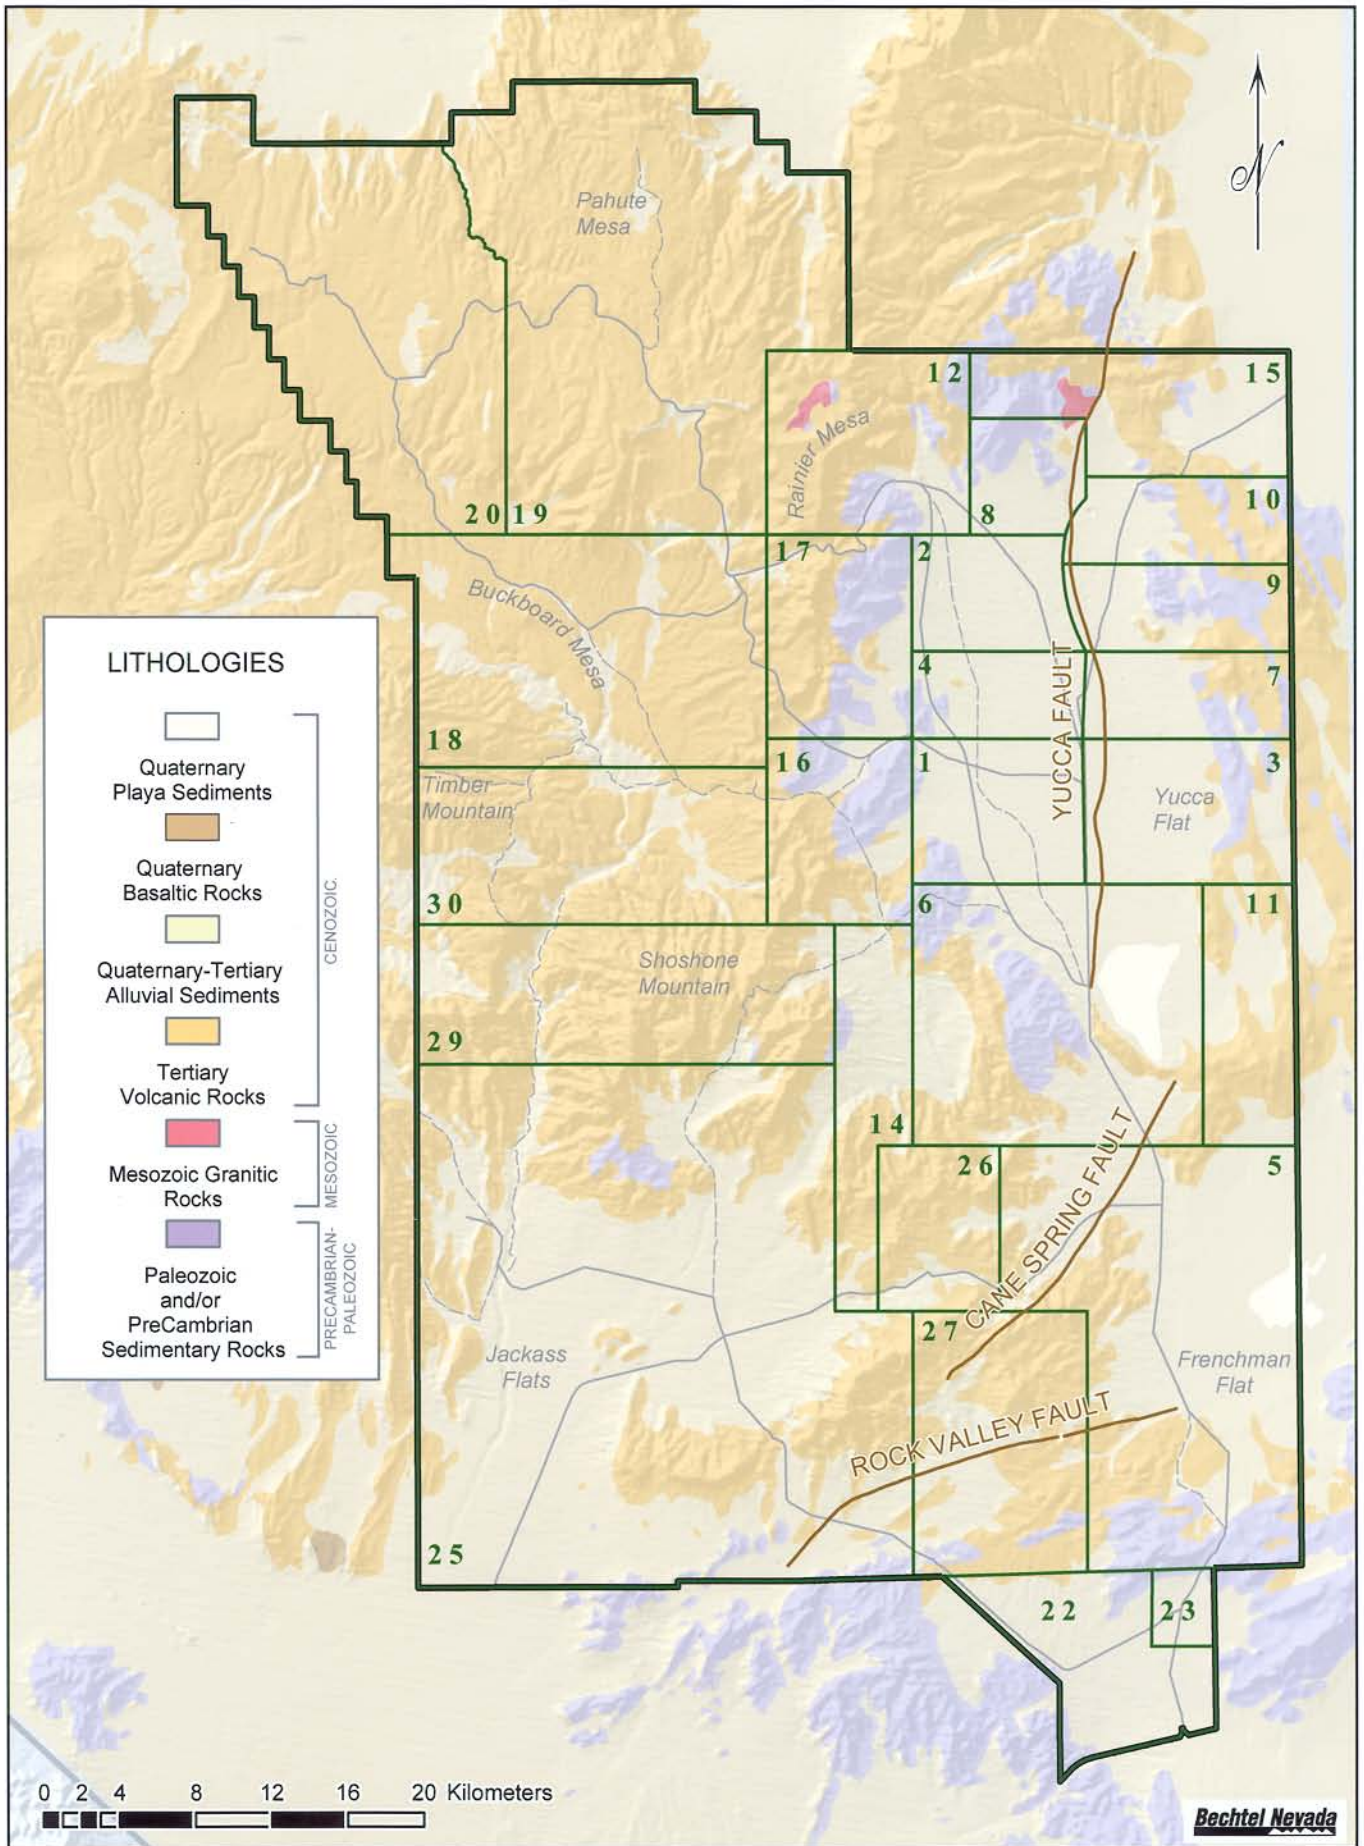 N
Pahute
Mesa
12
15
Rainier Mesa
10
20
19
8
17
2
9
Buckboard Mesa
YUCCA FAULT
4
7
18
16
1
3
Timber
Mountain
Yucca
Flat
30
6
11
Shoshone
Mountain
29
14
26
5
CANE SPRING FAULT
27
Jackass
Flats
Frenchman
Flat
ROCK VALLEY FAULT
25
22
23
LITHOLOGIES
Quaternary
Playa Sediments
Quaternary
Basaltic Rocks
Quaternary-Tertiary
Alluvial Sediments
Tertiary
Volcanic Rocks
CENOZOIC.
Mesozoic Granitic
Rocks
MESOZOIC
Paleozoic
and/or
PreCambrian
Sedimentary Rocks
PRECAMBRIAN-
PALEOZOIC
0 2 4 8 12 16 20 Kilometers
Bechtel Nevada